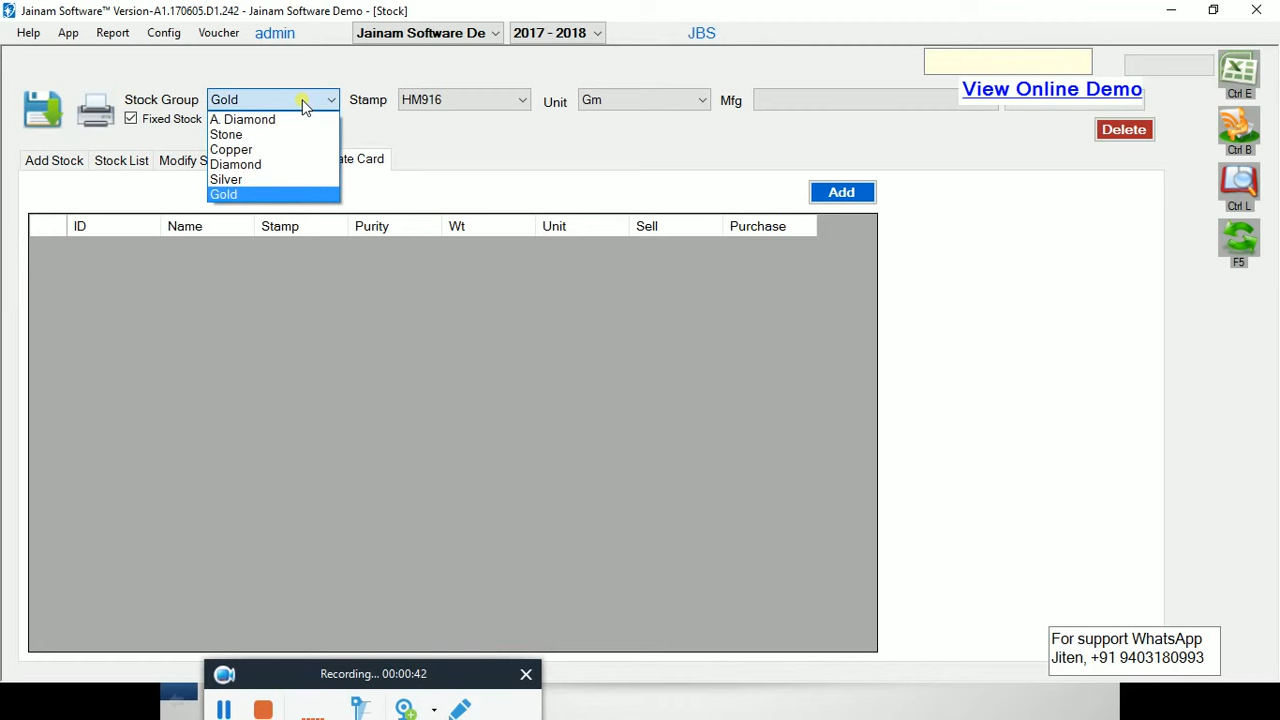 Jainam Software™ Version-A1.170605.D1.242 - Jainam Software Demo - [Stock]
Help App Report Config Voucher admin Jainam Software De 2017 - 2018 JBS
View Online Demo
Stock Group Gold Stamp HM916 Unit Gm Mfg
Fixed Stock
Delete
A. Diamond
Stone
Copper
Diamond
Silver
Gold
Add Stock Stock List Modify S ate Card
Add
ID Name Stamp Purity Wt Unit Sell Purchase
Ctrl E
Ctrl B
Ctrl L
F5
For support WhatsApp
Jiten, +91 9403180993
Recording... 00:00:42